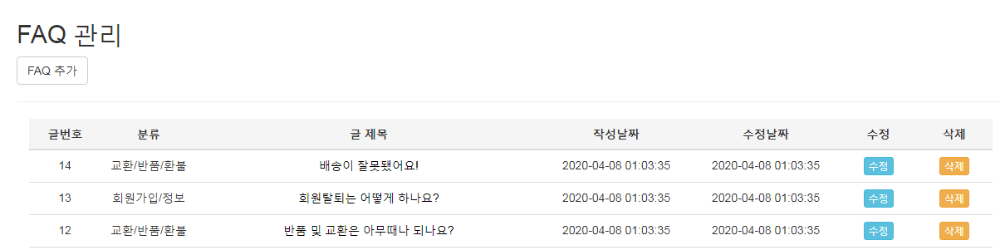 FAQ 관리
FAQ 추가
글번호 분류 글 제목 작성날짜 수정날짜 수정 삭제
14 교환/반품/환불 배송이 잘못됐어요! 2020-04-08 01:03:35 2020-04-08 01:03:35 수정 삭제
13 회원가입/정보 회원탈퇴는 어떻게 하나요? 2020-04-08 01:03:35 2020-04-08 01:03:35 수정 삭제
12 교환/반품/환불 반품 및 교환은 아무때나 되나요? 2020-04-08 01:03:35 2020-04-08 01:03:35 수정 삭제